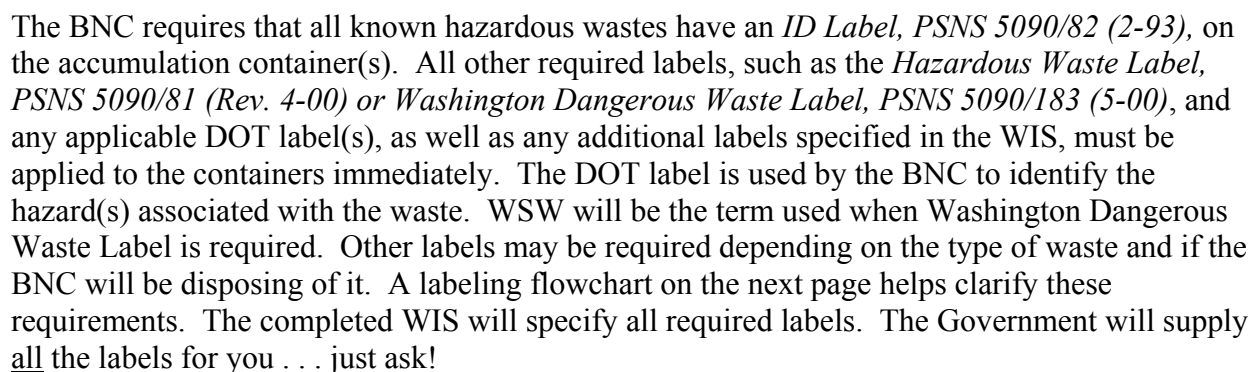 The BNC requires that all known hazardous wastes have an ID Label, PSNS 5090/82 (2-93), on
the accumulation container(s).  All other required labels, such as the Hazardous Waste Label,
PSNS 5090/81 (Rev. 4-00) or Washington Dangerous Waste Label, PSNS 5090/183 (5-00), and
any applicable DOT label(s), as well as any additional labels specified in the WIS, must be
applied to the containers immediately.  The DOT label is used by the BNC to identify the
hazard(s) associated with the waste.  WSW will be the term used when Washington Dangerous
Waste Label is required.  Other labels may be required depending on the type of waste and if the
BNC will be disposing of it.  A labeling flowchart on the next page helps clarify these
requirements.  The completed WIS will specify all required labels.  The Government will supply
all the labels for you . . . just ask!